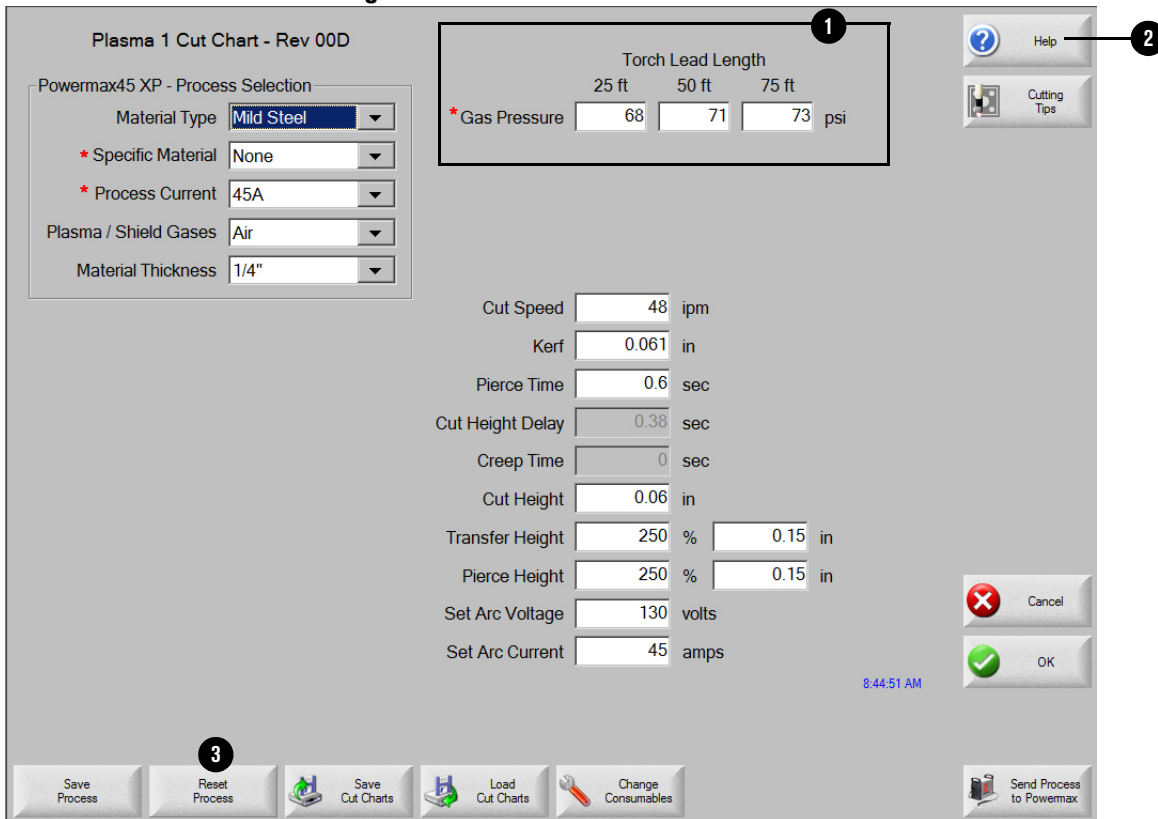 Plasma 1 Cut Chart - Rev 00D
Powermax45 XP - Process Selection
Material Type Mild Steel
* Specific Material None
* Process Current 45A
Plasma / Shield Gases Air
Material Thickness 1/4"
1
Torch Lead Length
25 ft 50 ft 75 ft
*Gas Pressure 68 71 73 psi
Help 2
Cutting
Tips
Cut Speed 48 ipm
Kerf 0.061 in
Pierce Time 0.6 sec
Cut Height Delay 0.38 sec
Creep Time 0 sec
Cut Height 0.06 in
Transfer Height 250 % 0.15 in
Pierce Height 250 % 0.15 in
Set Arc Voltage 130 volts
Set Arc Current 45 amps
Cancel
OK
8:44:51 AM
3
Save
Process
Reset
Process
Save
Cut Charts
Load
Cut Charts
Change
Consumables
Send Process
to Powermax